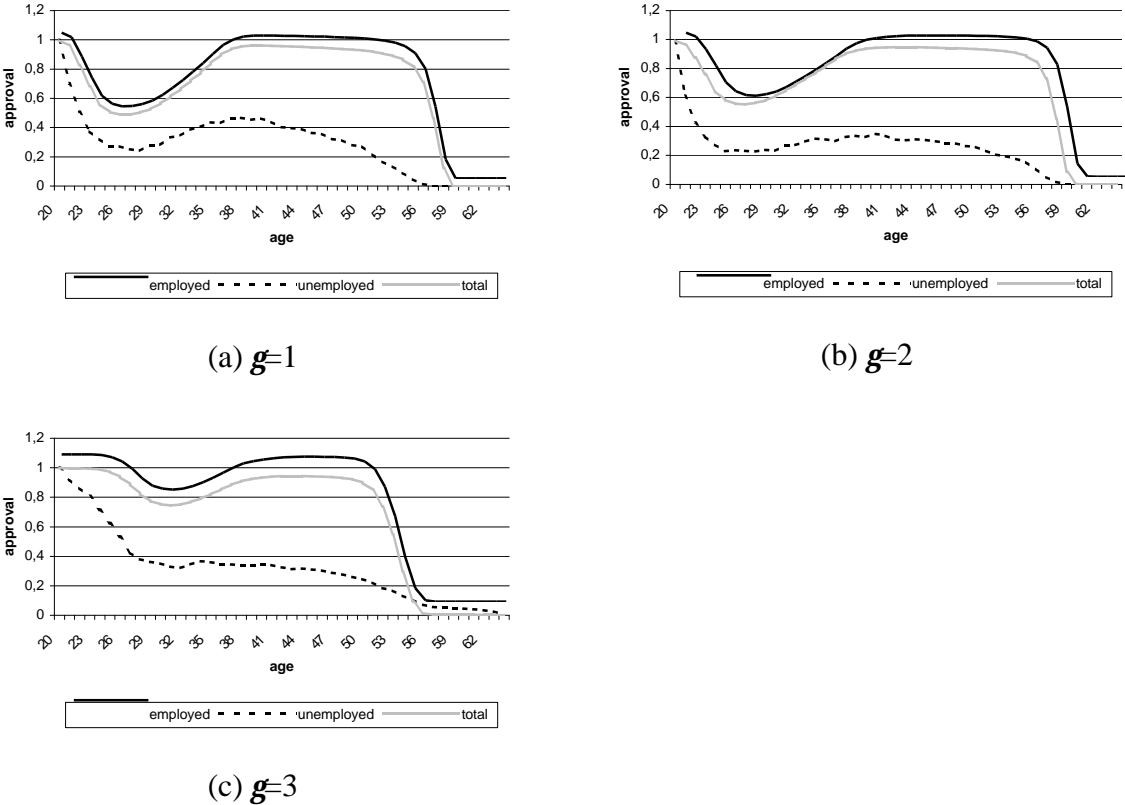 1,2
1
0,8
0,6
0,4
0,2
0
approval
20 23 26 29 32 35 38 41 44 47 50 53 56 59 62
age
employed unemployed total
(a) g=1
1,2
1
0,8
0,6
0,4
0,2
0
approval
20 23 26 29 32 35 38 41 44 47 50 53 56 59 62
age
employed unemployed total
(b) g=2
1,2
1
0,8
0,6
0,4
0,2
0
approval
20 23 26 29 32 35 38 41 44 47 50 53 56 59 62
age
employed unemployed total
(c) g=3